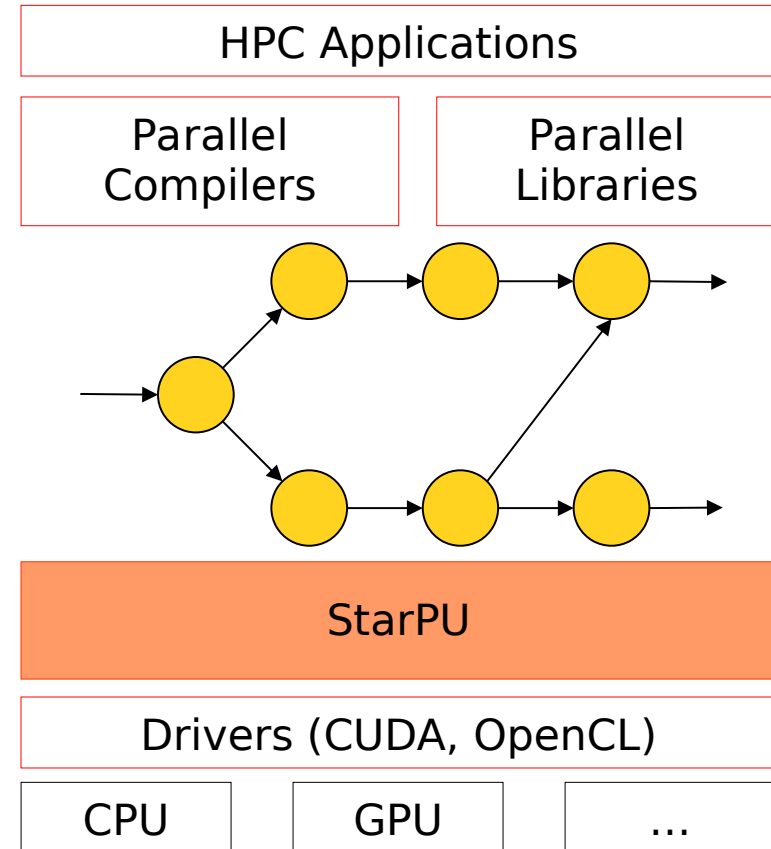 HPC Applications
Parallel
Compilers
Parallel
Libraries
StarPU
Drivers (CUDA, OpenCL)
CPU
GPU
...